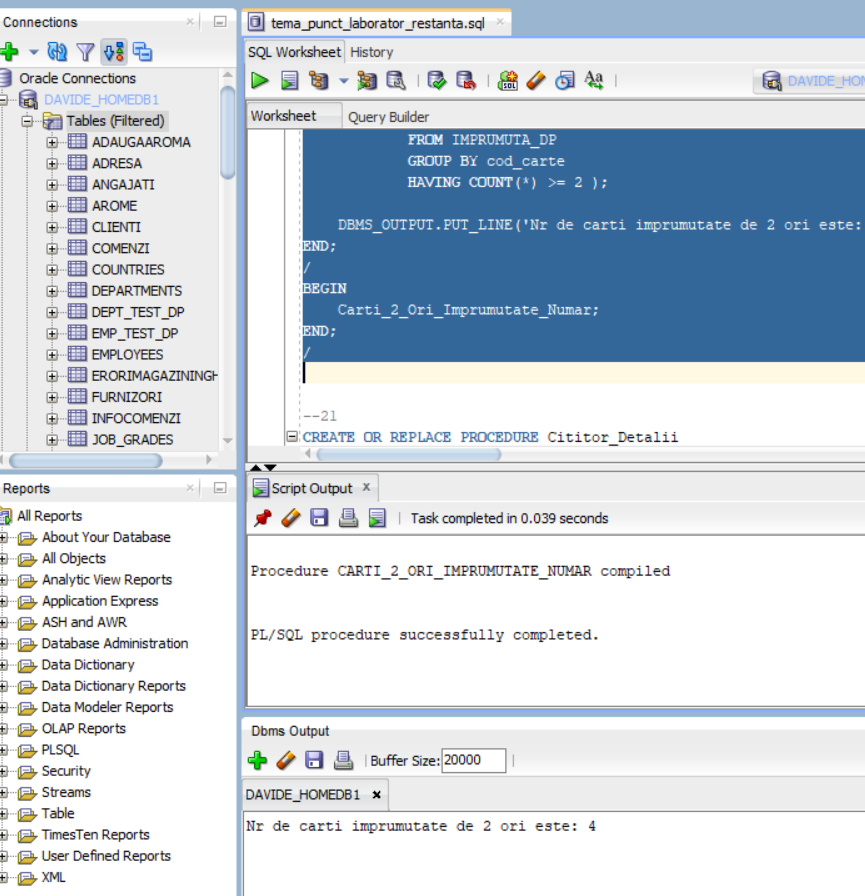 Connections
Oracle Connections
DAVIDE_HOMEDB1
Tables (Filtered)
ADAUGAAROMA
ADRESA
ANGAJATI
AROME
CLIENTI
COMENZI
COUNTRIES
DEPARTMENTS
DEPT_TEST_DP
EMP_TEST_DP
EMPLOYEES
ERORIMAGAZININGH
FURNIZORI
INFOCOMENZI
JOB_GRADES
Reports
All Reports
About Your Database
All Objects
Analytic View Reports
Application Express
ASH and AWR
Database Administration
Data Dictionary
Data Dictionary Reports
Data Modeler Reports
OLAP Reports
PLSQL
Security
Streams
Table
TimesTen Reports
User Defined Reports
XML
tema_punct_laborator_restanta.sql
SQL Worksheet History
DAVIDE_HOM
Worksheet Query Builder
FROM IMPRUMUTA_DP
GROUP BY cod_carte
HAVING COUNT(*) >= 2 );
DBMS_OUTPUT.PUT_LINE('Nr de carti imprumutate de 2 ori este:
END;
/
BEGIN
Carti_2_Ori_Imprumutate_Numar;
END;
/
--21
CREATE OR REPLACE PROCEDURE Cititor_Detalii
Script Output
Task completed in 0.039 seconds
Procedure CARTI_2_ORI_IMPRUMUTATE_NUMAR compiled
PL/SQL procedure successfully completed.
Dbms Output
Buffer Size: 20000
DAVIDE_HOMEDB1
Nr de carti imprumutate de 2 ori este: 4